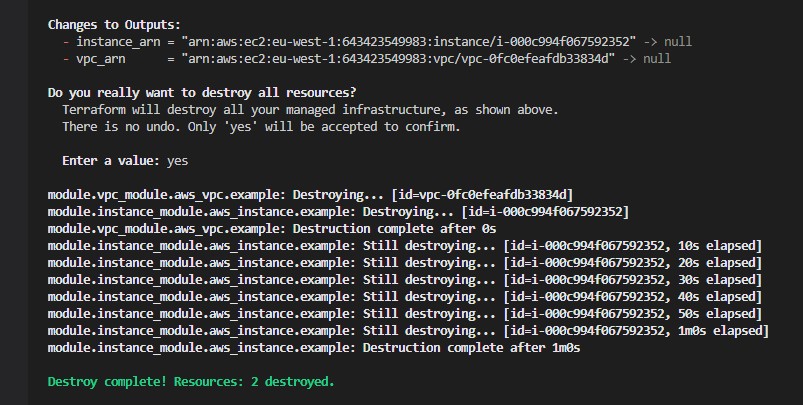 Changes to Outputs:
- instance_arn = "arn:aws:ec2:eu-west-1:643423549983:instance/i-000c994f067592352" -> null
- vpc_arn      = "arn:aws:ec2:eu-west-1:643423549983:vpc/vpc-0fc0efeafdb33834d" -> null
Do you really want to destroy all resources?
Terraform will destroy all your managed infrastructure, as shown above.
There is no undo. Only 'yes' will be accepted to confirm.
Enter a value: yes
module.vpc_module.aws_vpc.example: Destroying... [id=vpc-0fc0efeafdb33834d]
module.instance_module.aws_instance.example: Destroying... [id=i-000c994f067592352]
module.vpc_module.aws_vpc.example: Destruction complete after 0s
module.instance_module.aws_instance.example: Still destroying... [id=i-000c994f067592352, 10s elapsed]
module.instance_module.aws_instance.example: Still destroying... [id=i-000c994f067592352, 20s elapsed]
module.instance_module.aws_instance.example: Still destroying... [id=i-000c994f067592352, 30s elapsed]
module.instance_module.aws_instance.example: Still destroying... [id=i-000c994f067592352, 40s elapsed]
module.instance_module.aws_instance.example: Still destroying... [id=i-000c994f067592352, 50s elapsed]
module.instance_module.aws_instance.example: Still destroying... [id=i-000c994f067592352, 1m0s elapsed]
module.instance_module.aws_instance.example: Destruction complete after 1m0s
Destroy complete! Resources: 2 destroyed.